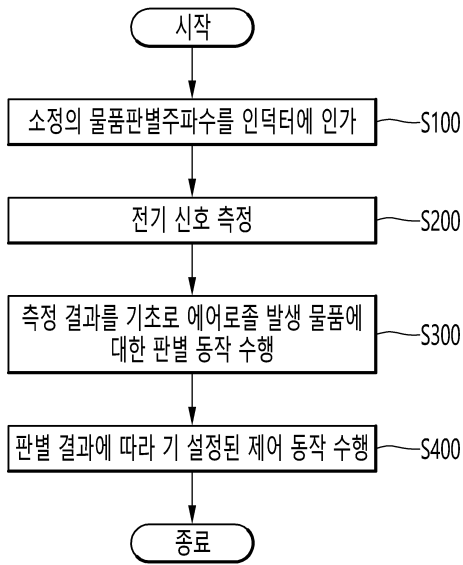 시작
소정의 물품판별주파수를 인덕터에 인가
S100
전기 신호 측정
S200
측정 결과를 기초로 에어로졸 발생 물품에
대한 판별 동작 수행
S300
판별 결과에 따라 기 설정된 제어 동작 수행
S400
종료